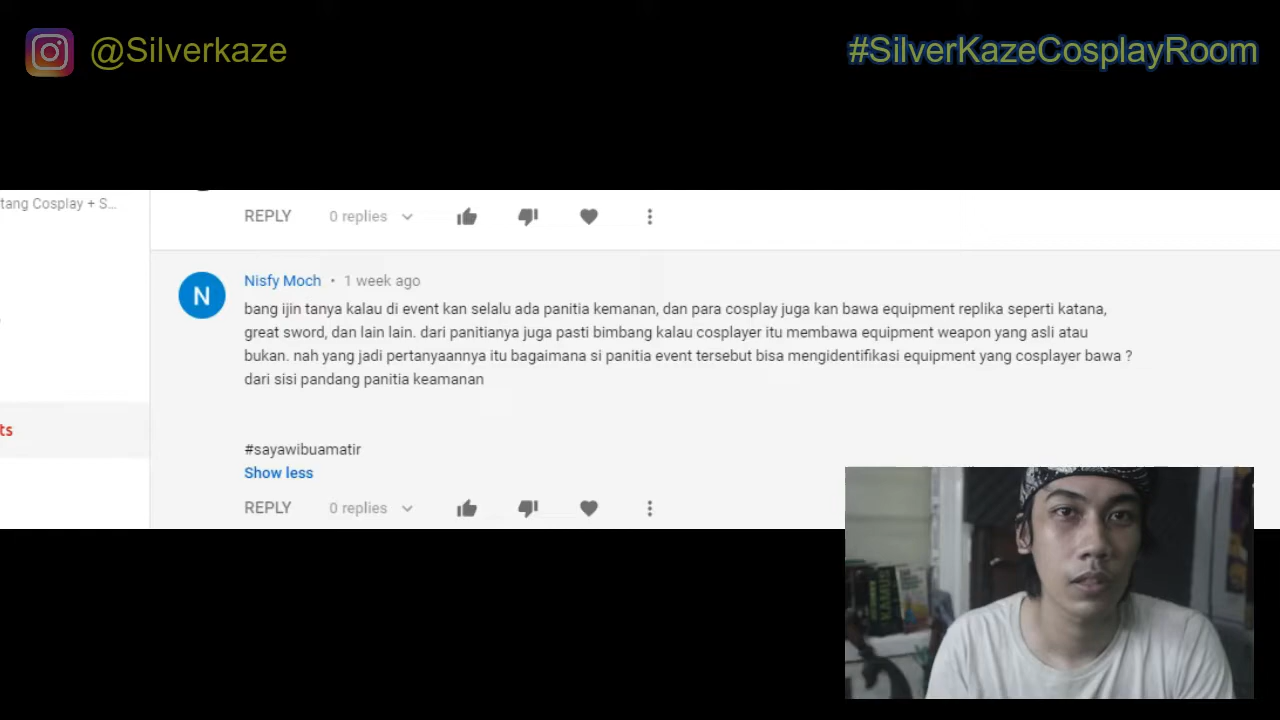 @Silverkaze
#SilverKazeCosplayRoom
tang Cosplay + S...
REPLY 0 replies
Nisfy Moch • 1 week ago
bang ijin tanya kalau di event kan selalu ada panitia kemanan, dan para cosplay juga kan bawa equipment replika seperti katana,
great sword, dan lain lain. dari panitianya juga pasti bimbang kalau cosplayer itu membawa equipment weapon yang asli atau
bukan. nah yang jadi pertanyaannya itu bagaimana si panitia event tersebut bisa mengidentifikasi equipment yang cosplayer bawa ?
dari sisi pandang panitia keamanan
ts
#sayawibuamatir
Show less
REPLY 0 replies
KAMUS